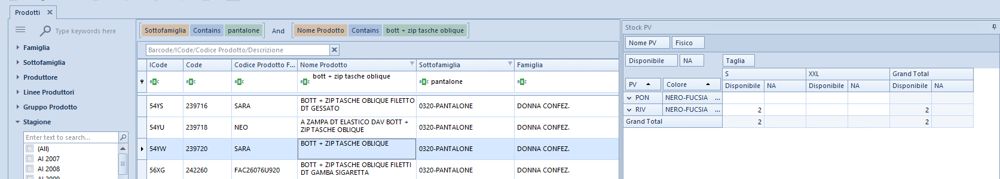 Prodotti
Type keywords here
Famiglia
Sottofamiglia
Produttore
Linee Produttori
Gruppo Prodotto
Stagione
Enter text to search...
(All)
AI 2007
AI 2008
AI 2009
Sottofamiglia Contains pantalone And Nome Prodotto Contains bott + zip tasche oblique
Barcode/ICode/Codice Prodotto/Descrizione
ICode Code Codice Prodotto F... Nome Prodotto Sottofamiglia Famiglia
ABC ABC ABC ABC bott + zip tasche oblique ABC pantalone ABC
54YS 239716 SARA BOTT + ZIP TASCHE OBLIQUE FILETTO 0320-PANTALONE DONNA CONFEZ.
DT GESSATO
54YU 239718 NEO A ZAMPA DT ELASTICO DAV BOTT + 0320-PANTALONE DONNA CONFEZ.
ZIP TASCHE OBLIQUE
54YW 239720 SARA BOTT + ZIP TASCHE OBLIQUE 0320-PANTALONE DONNA CONFEZ.
56XG 242260 FAC26076U920 BOTT + ZIP TASCHE OBLIQUE FILETTI 0320-PANTALONE DONNA CONFEZ.
DT GAMBA SIGARETTA
Stock PV
Nome PV Fisico
Disponibile NA Taglia
S XXL Grand Total
PV Colore Disponibile NA Disponibile NA Disponibile NA
PON NERO-FUCSIA ...
RIV NERO-FUCSIA ... 2 2
Grand Total 2 2